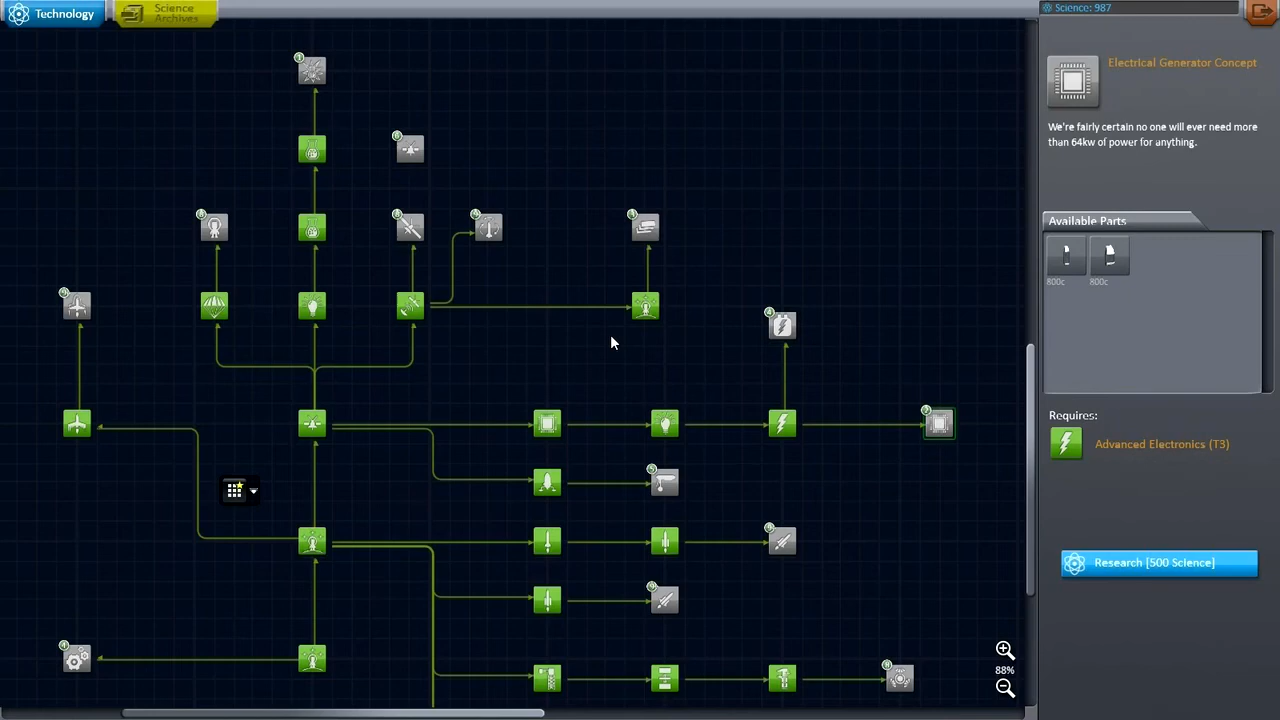 Technology
Science
Archives
Science: 987
Electrical Generator Concept
We're fairly certain no one will ever need more
than 64kw of power for anything.
Available Parts
800c 800c
Requires:
Advanced Electronics (T3)
Research [500 Science]
88%